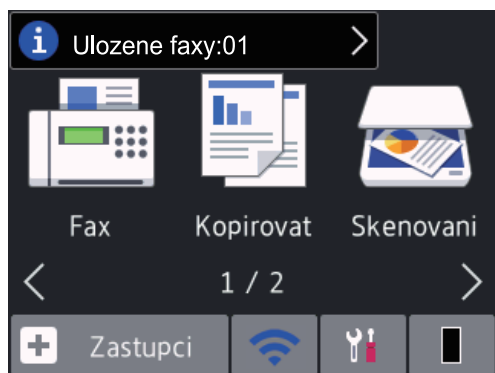 Ulozene faxy:01
Fax Kopirovat Skenovani
1 / 2
Zastupci